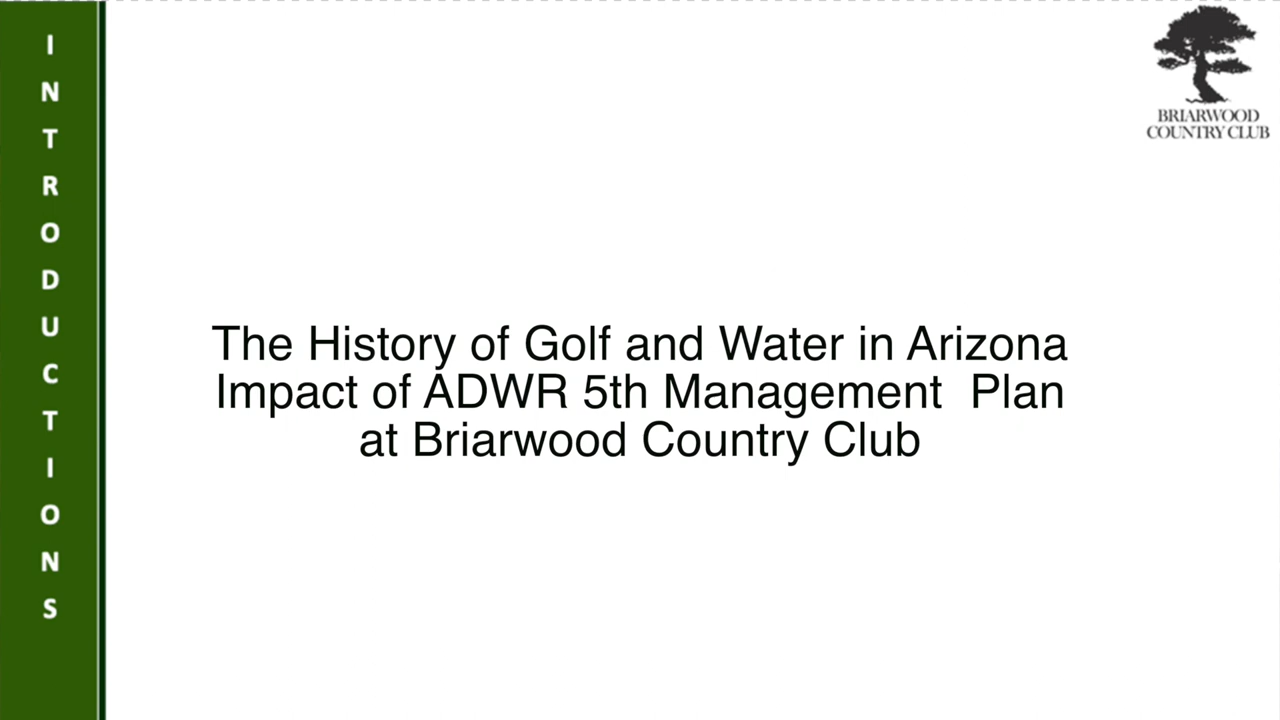 INTRODUCTIONS
BRIARWOOD
COUNTRY CLUB
The History of Golf and Water in Arizona
Impact of ADWR 5th Management  Plan
at Briarwood Country Club